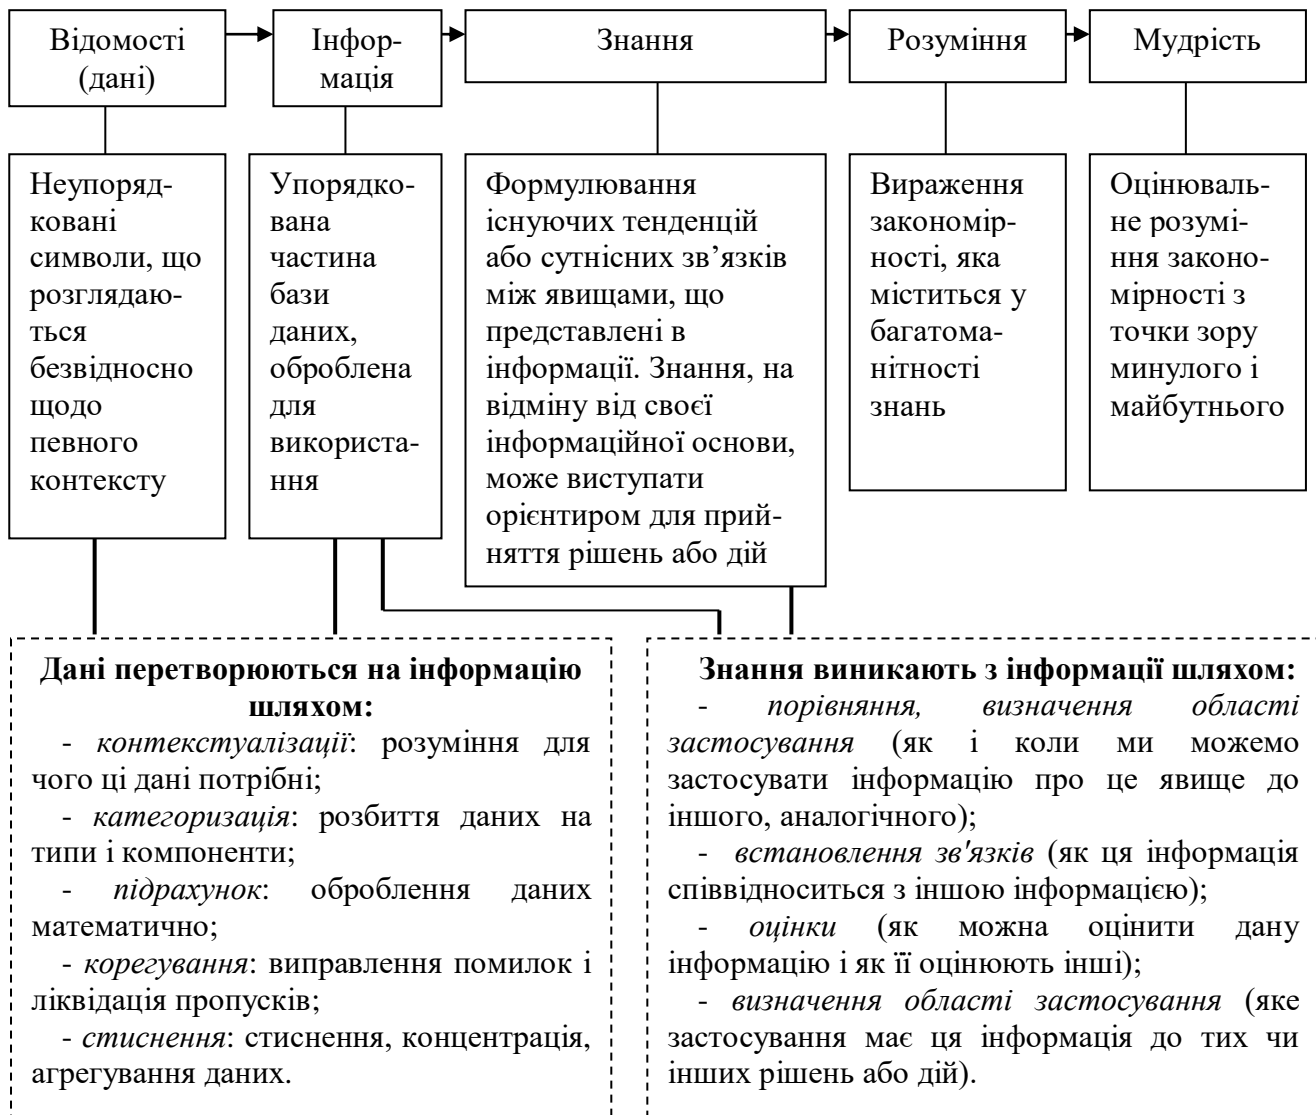 Відомості
(дані)
Інфор-
мація
Знання
Розуміння
Мудрість
Неупоряд-
ковані
символи, що
розглядаю-
ться
безвідносно
щодо
певного
контексту
Упорядко-
вана
частина
бази
даних,
оброблена
для
використа-
ння
Формулювання
існуючих тенденцій
або сутнісних зв’язків
між явищами, що
представлені в
інформації. Знання, на
відміну від своєї
інформаційної основи,
може виступати
орієнтиром для прий-
няття рішень або дій
Вираження
закономір-
ності, яка
міститься у
багатома-
нітності
знань
Оцінюваль-
не розумі-
ння законо-
мірності з
точки зору
минулого і
майбутнього
Дані перетворюються на інформацію
шляхом:
- контекстуалізації: розуміння для
чого ці дані потрібні;
- категоризація: розбиття даних на
типи і компоненти;
- підрахунок: оброблення даних
математично;
- корегування: виправлення помилок і
ліквідація пропусків;
- стиснення: стиснення, концентрація,
агрегування даних.
Знання виникають з інформації шляхом:
- порівняння, визначення області
застосування (як і коли ми можемо
застосувати інформацію про це явище до
іншого, аналогічного);
- встановлення зв'язків (як ця інформація
співвідноситься з іншою інформацією);
- оцінки (як можна оцінити дану
інформацію і як її оцінюють інші);
- визначення області застосування (яке
застосування має ця інформація до тих чи
інших рішень або дій).